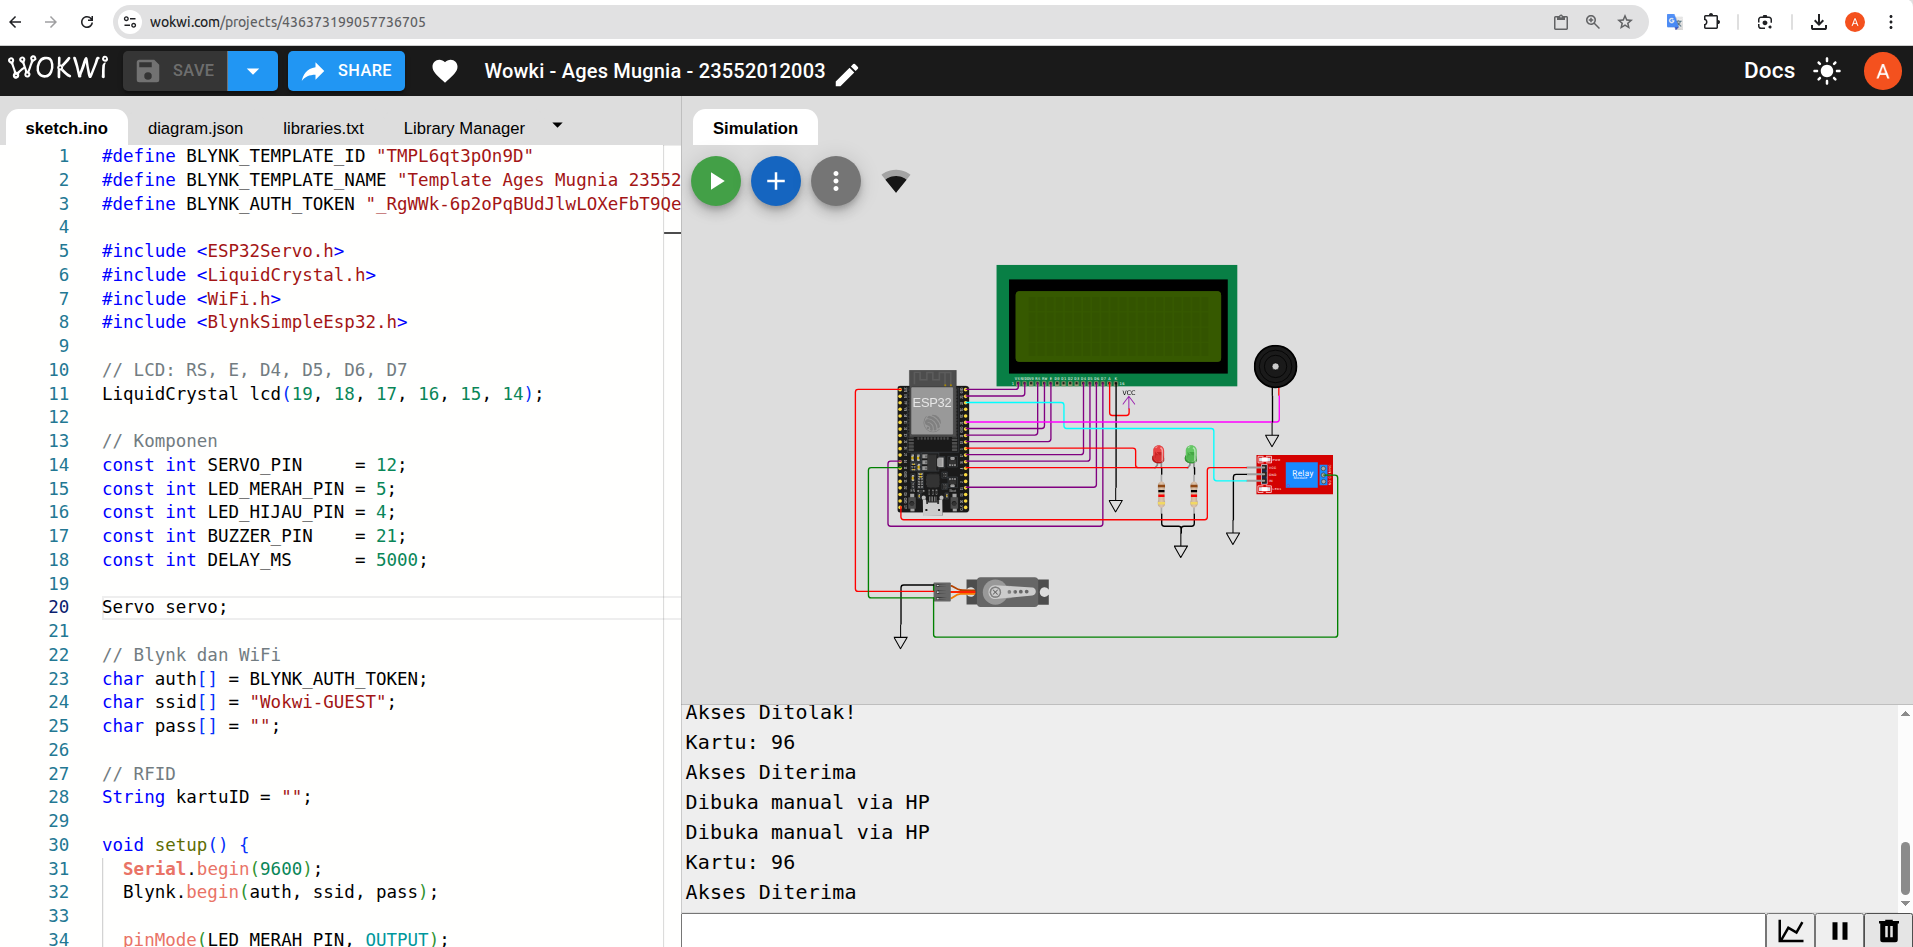 wokwi.com/projects/436373199057736705
WOKWi
SAVE
SHARE
Wowki - Ages Mugnia - 23552012003
Docs
A
A
sketch.ino
diagram.json
libraries.txt
Library Manager
1 #define BLYNK_TEMPLATE_ID "TMPL6qt3pOn9D"
2 #define BLYNK_TEMPLATE_NAME "Template Ages Mugnia 23552
3 #define BLYNK_AUTH_TOKEN "_RgWWk-6p2oPqBUdJlwLOXeFbT9Qe
4
5 #include <ESP32Servo.h>
6 #include <LiquidCrystal.h>
7 #include <WiFi.h>
8 #include <BlynkSimpleEsp32.h>
9
10 // LCD: RS, E, D4, D5, D6, D7
11 LiquidCrystal lcd(19, 18, 17, 16, 15, 14);
12
13 // Komponen
14 const int SERVO_PIN     = 12;
15 const int LED_MERAH_PIN = 5;
16 const int LED_HIJAU_PIN = 4;
17 const int BUZZER_PIN    = 21;
18 const int DELAY_MS      = 5000;
19
20 Servo servo;
21
22 // Blynk dan WiFi
23 char auth[] = BLYNK_AUTH_TOKEN;
24 char ssid[] = "Wokwi-GUEST";
25 char pass[] = "";
26
27 // RFID
28 String kartuID = "";
29
30 void setup() {
31   Serial.begin(9600);
32   Blynk.begin(auth, ssid, pass);
33
34   pinMode(LED_MERAH_PIN, OUTPUT);
Simulation
ESP32
VCC
Relay
Akses Ditolak!
Kartu: 96
Akses Diterima
Dibuka manual via HP
Dibuka manual via HP
Kartu: 96
Akses Diterima